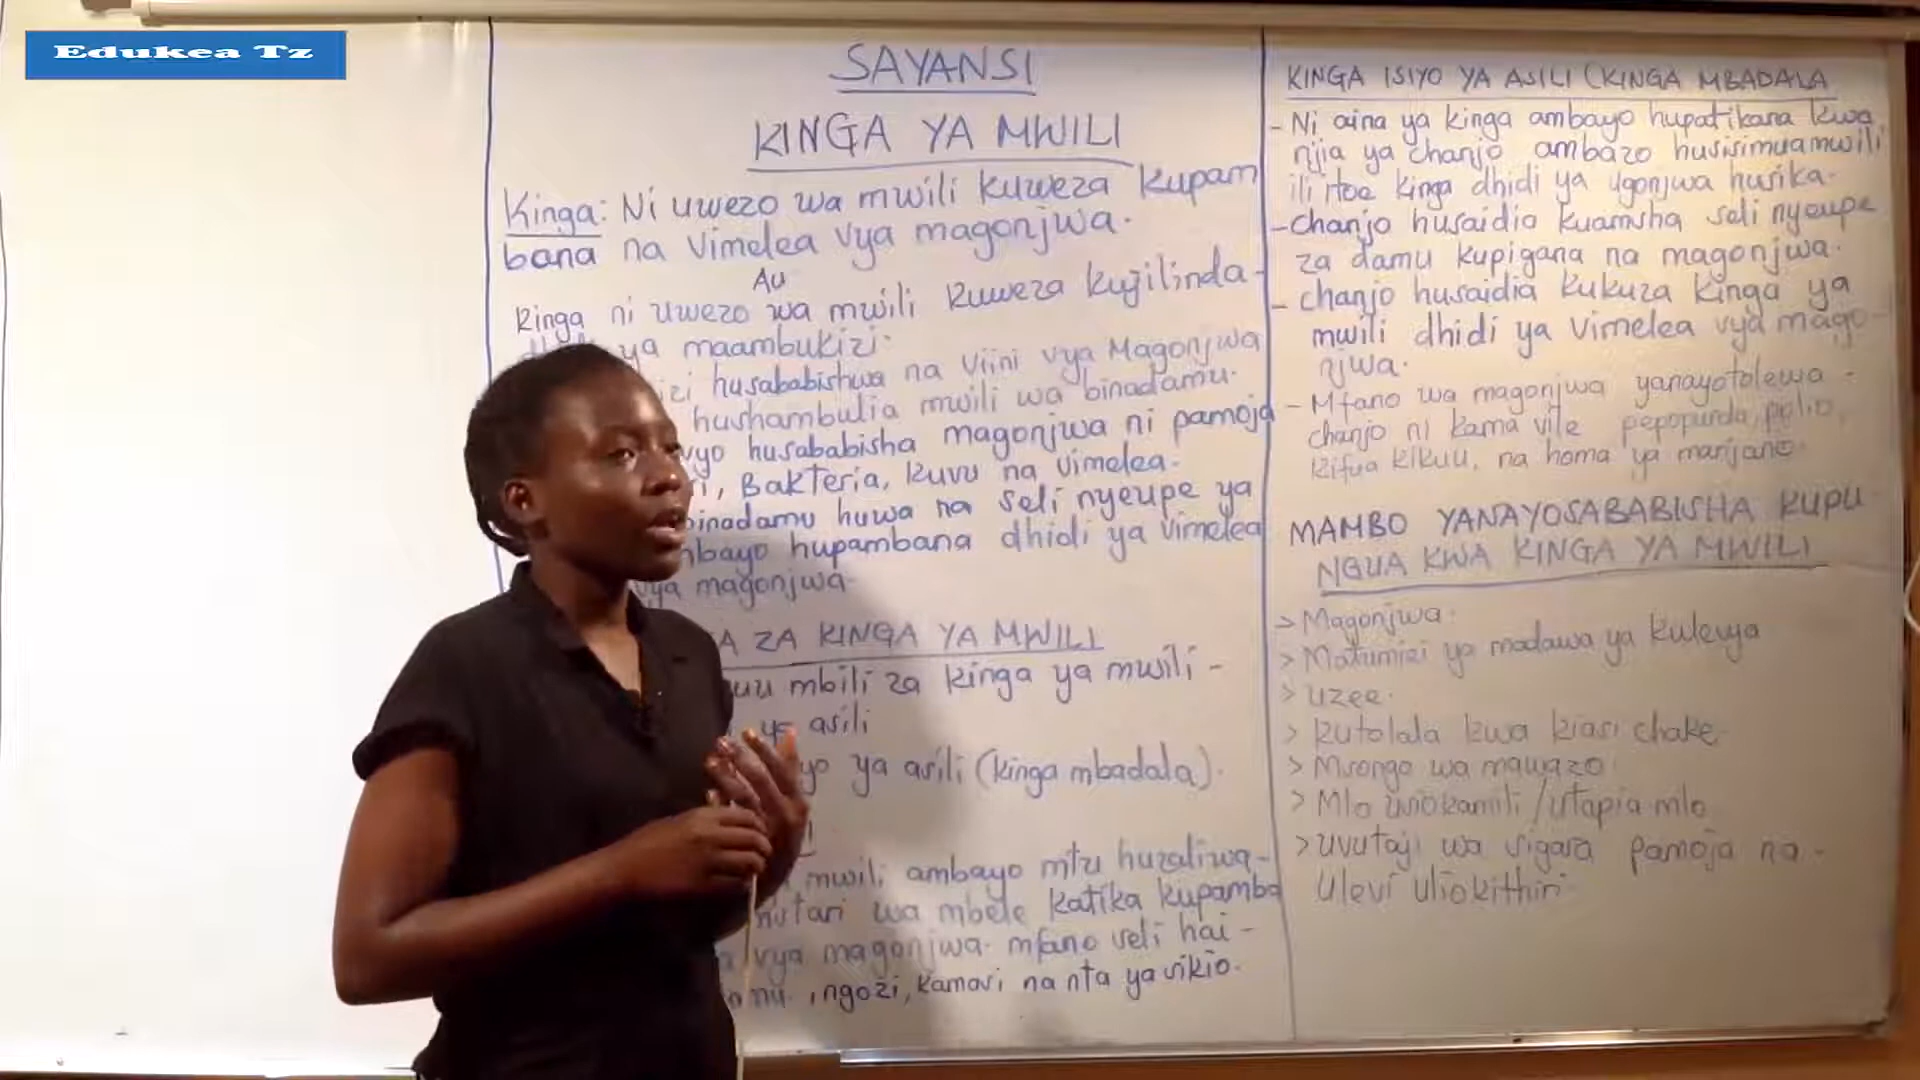 Edukea Tz
SAYANSI
KINGA YA MWILI
Kinga: Ni uwezo wa mwili kuweza kupam
bana na vimelea vya magonjwa.
Au
kinga ni uwezo wa mwili kuweza kujilinda-
ya maambukizi.
izi husababishwa na Viini vya Magonjwa
hushambulia mwili wa binadamu.
vyo husababisha magonjwa ni pamoja
i, Bakteria, kuvu na vimelea.
binadamu huwa na seli nyeupe ya
mbayo hupambana dhidi ya vimelea
vya magonjwa-
A ZA KINGA YA MWILI
uu mbili za kinga ya mwili -
ya asili
yo ya asili (kinga mbadala).
mwili ambayo mtu huzaliwa-
wa mbele katika kupamba
vya magonjwa. mfano seli hai -
, ngozi, kamasi na nta ya sikio.
KINGA ISIYO YA ASILI (KINGA MBADALA
- Ni aina ya kinga ambayo hupatikana kwa
njia ya chanjo ambazo husisimua mwili
ili itoe kinga dhidi ya ugonjwa husika.
- chanjo husaidia kuamsha seli nyeupe
za damu kupigana na magonjwa.
- chanjo husaidia kukuza kinga ya
mwili dhidi ya vimelea vya mago-
njwa.
- Mfano wa magonjwa yanayotolewa -
chanjo ni kama vile pepopunda, polio,
kifua kikuu, na homa ya manjano.
MAMBO YANAYOSABABISHA KUPU
NGUA KWA KINGA YA MWILI
> Magonjwa.
> Matumizi ya madawa ya kulevya
> uzee.
> kutolala kwa kiasi chake
> Msongo wa mawazo
> Mlo usiokamili / utapia mlo
> uvutaji wa sigara pamoja na -
ulevi uliokithiri